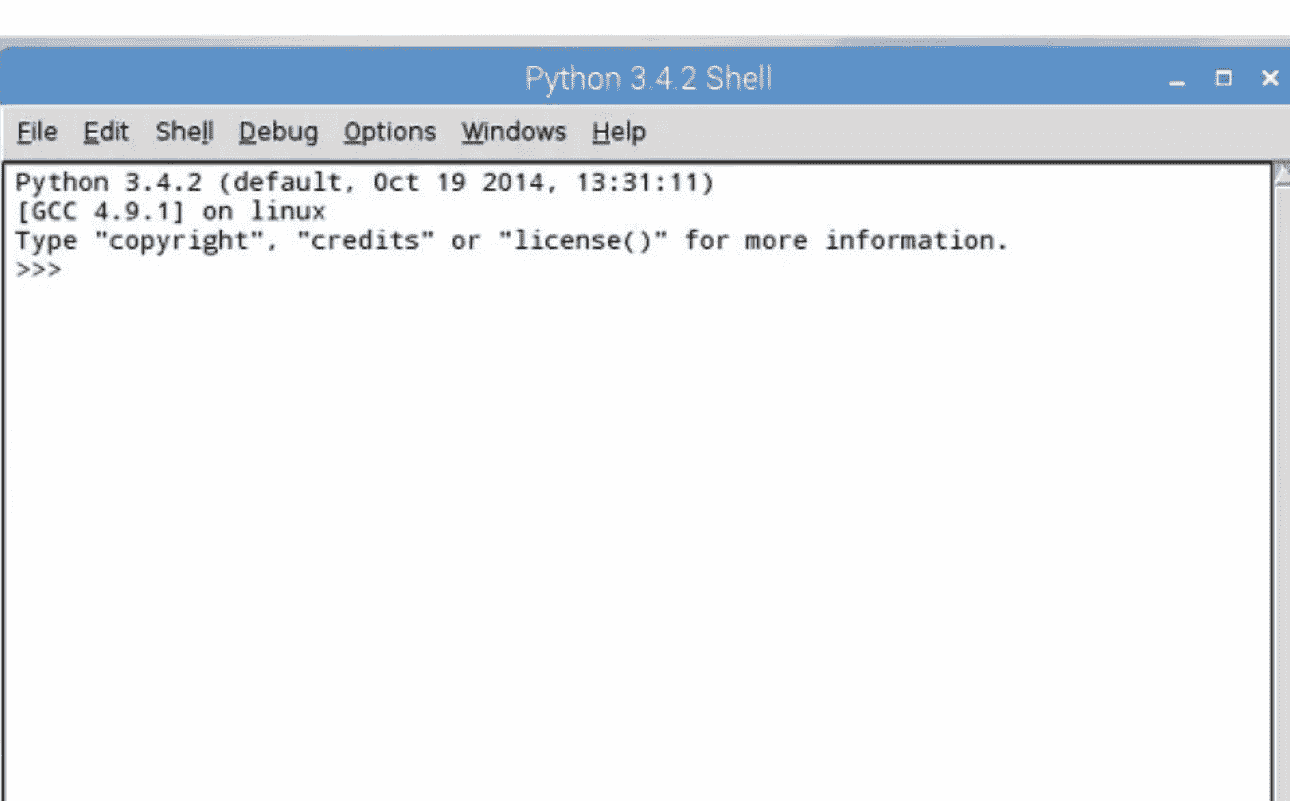 Python 3.4.2 Shell
File Edit Shell Debug Options Windows Help
Python 3.4.2 (default, Oct 19 2014, 13:31:11)
[GCC 4.9.1] on linux
Type "copyright", "credits" or "license()" for more information.
>>>